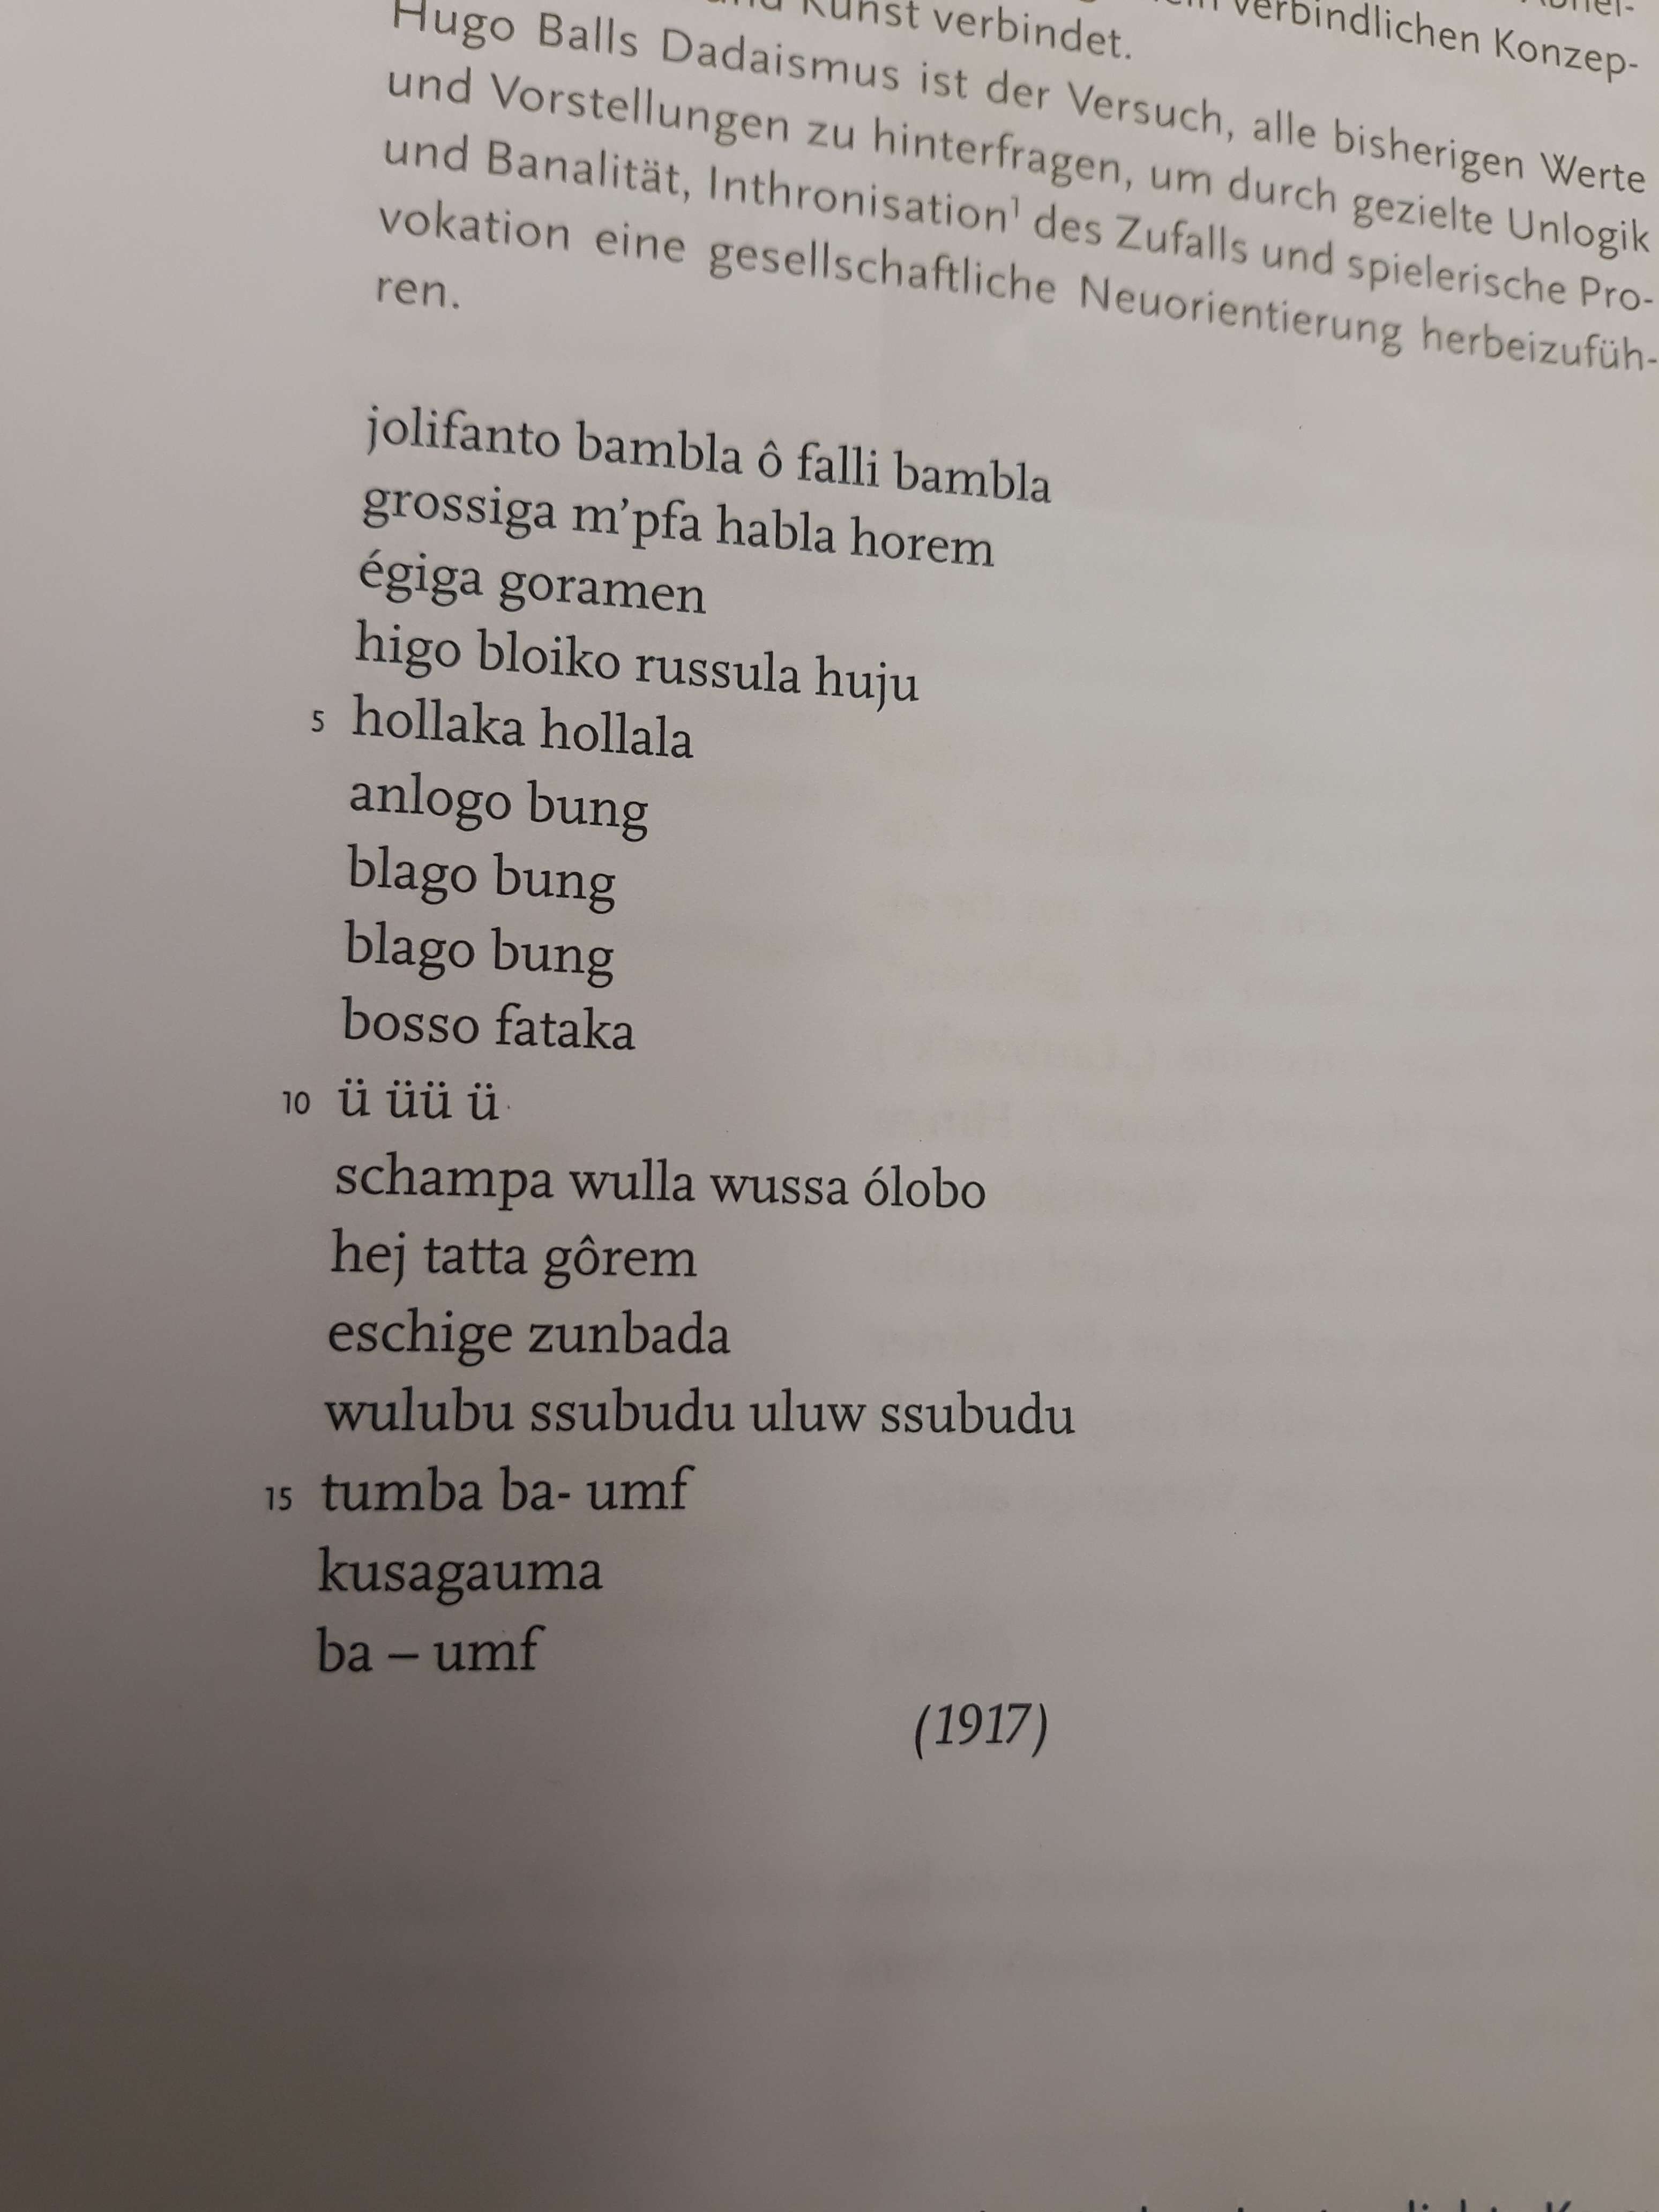 Kunst verbindet. verbindlichen Konzep-
Hugo Balls Dadaismus ist der Versuch, alle bisherigen Werte
und Vorstellungen zu hinterfragen, um durch gezielte Unlogik
und Banalität, Inthronisation¹ des Zufalls und spielerische Pro-
vokation eine gesellschaftliche Neuorientierung herbeizufüh-
ren.
jolifanto bambla ô falli bambla
grossiga m’pfa habla horem
égiga goramen
higo bloiko russula huju
5 hollaka hollala
anlogo bung
blago bung
blago bung
bosso fataka
10 ü üü ü
schampa wulla wussa ólobo
hej tatta gôrem
eschige zunbada
wulubu ssubudu uluw ssubudu
15 tumba ba- umf
kusagauma
ba – umf
(1917)